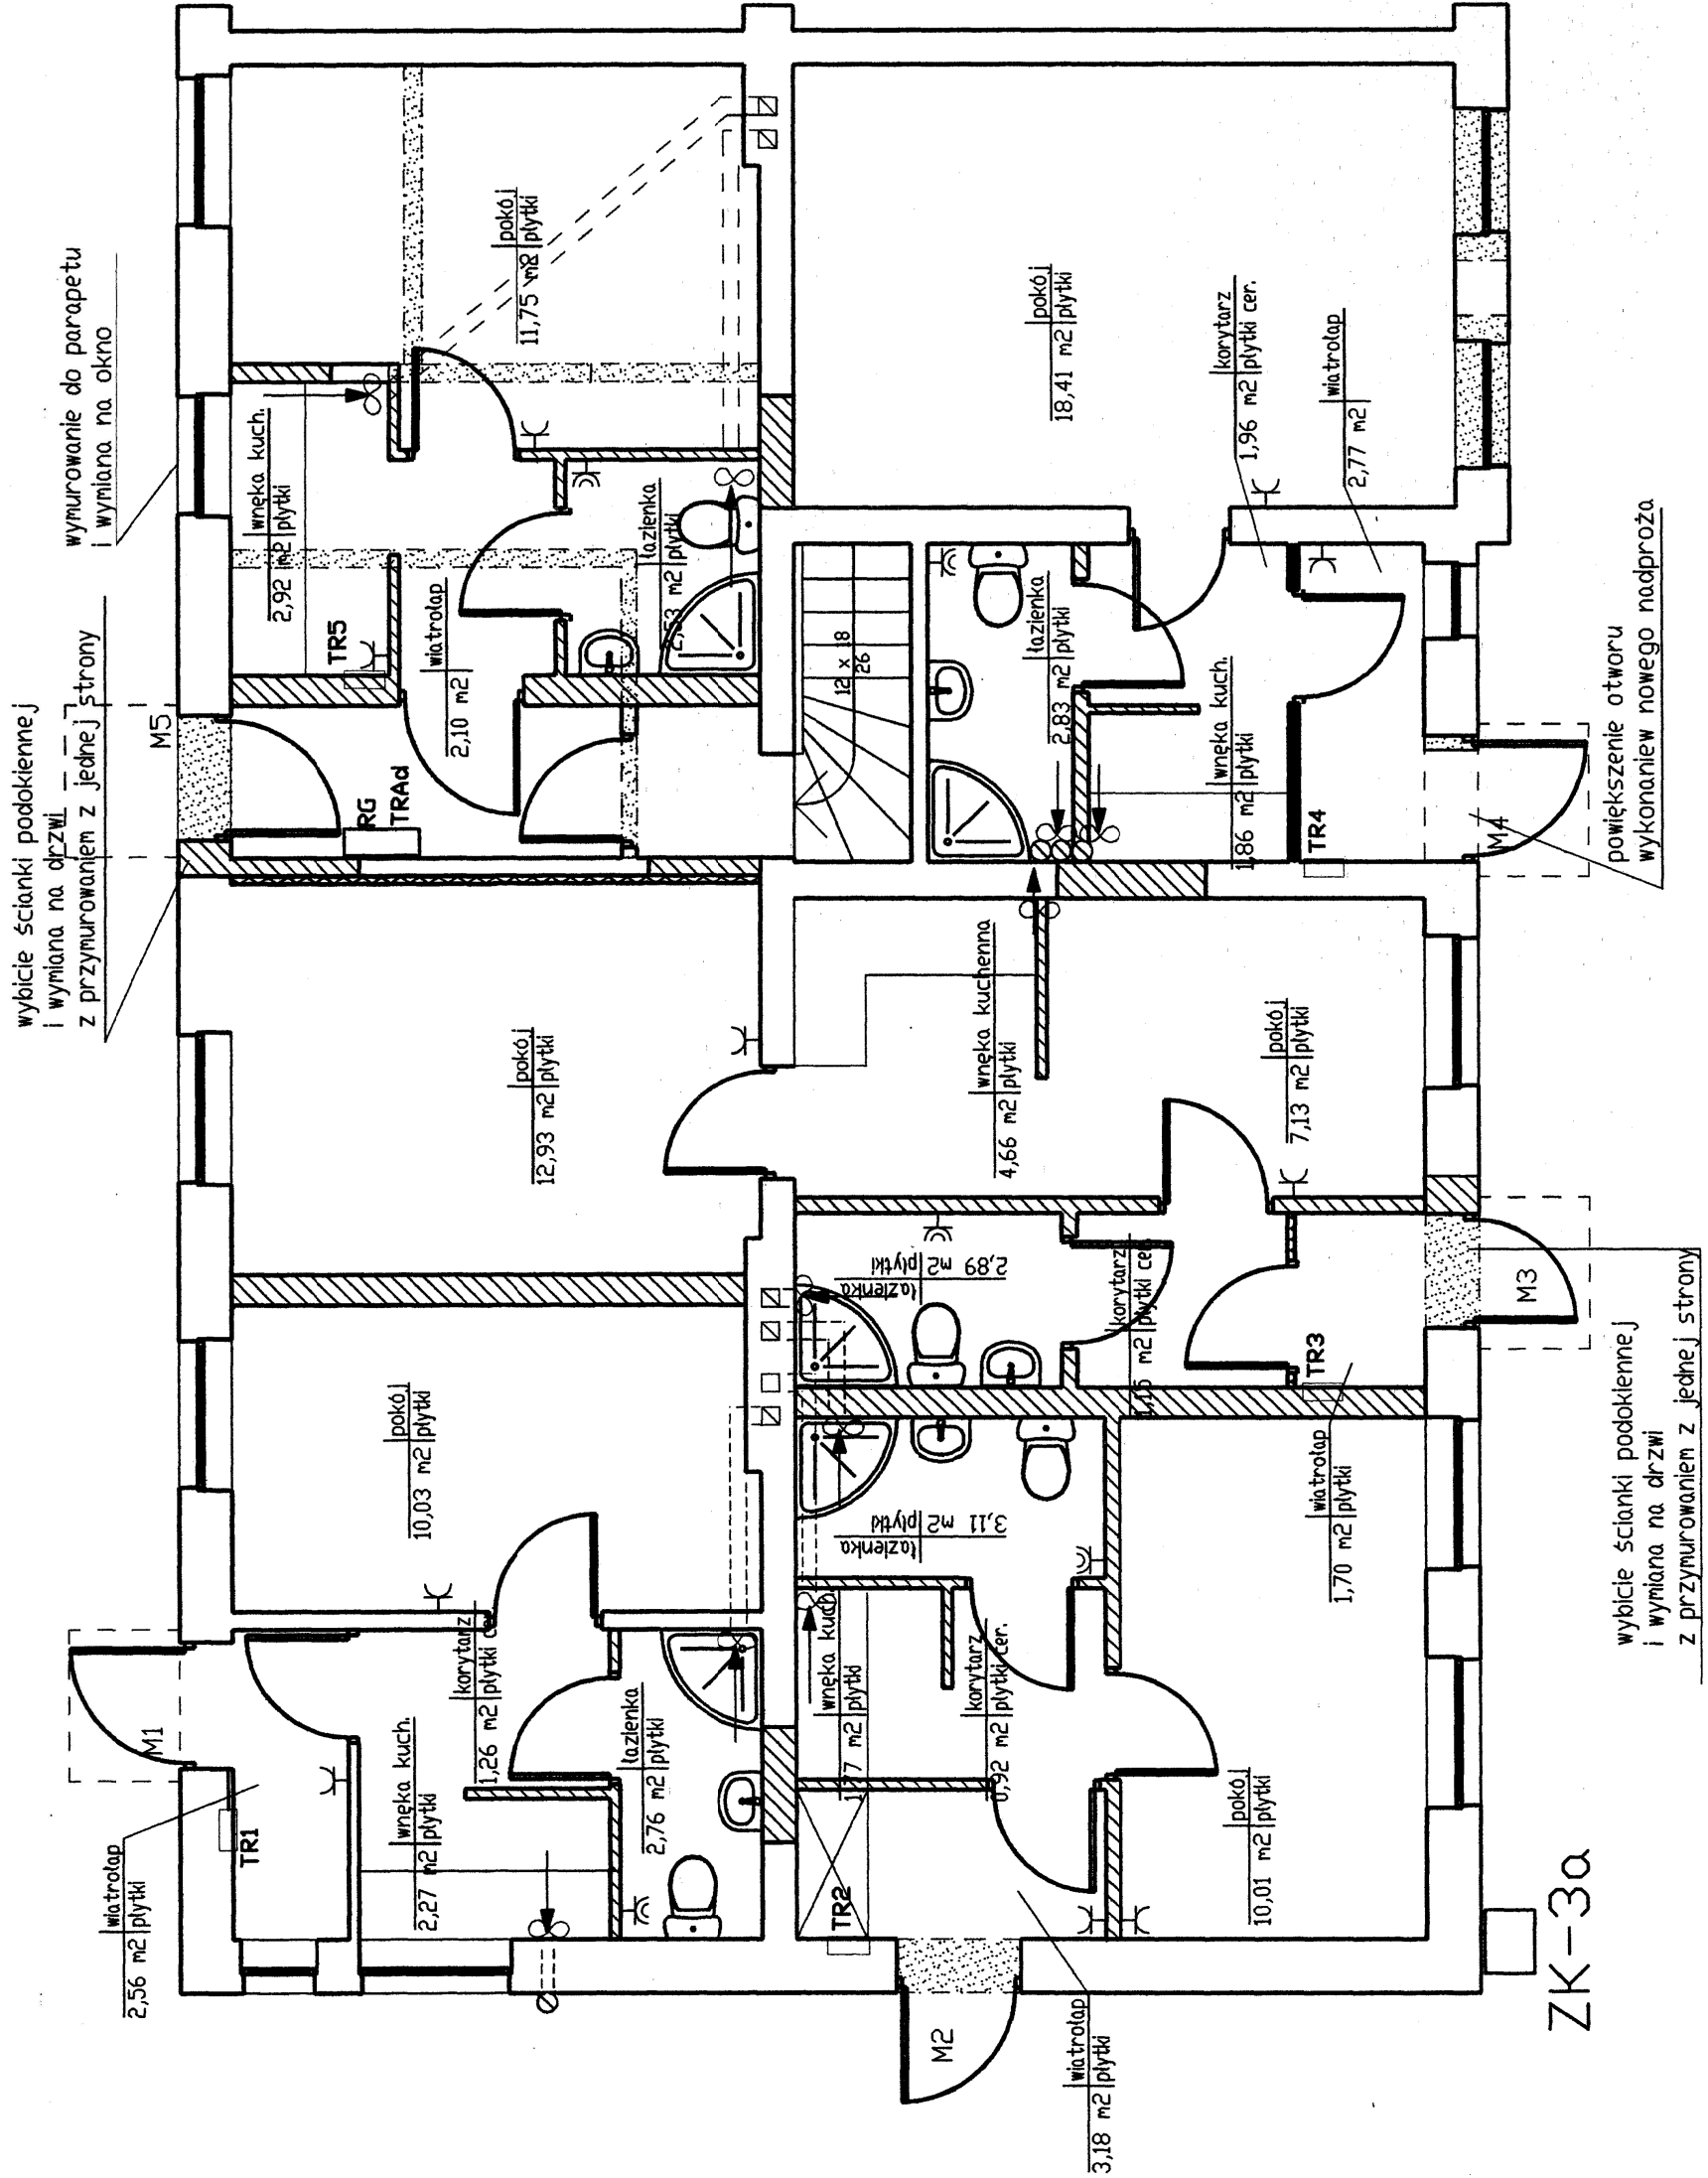 wybicie ścianki podokiennej
i wymiana na drzwi
z przymurowaniem z jednej strony
wymurowanie do parapetu
i wymiana na okno
wiatrołap
2,56 m2 płytki
M1
M5
TR1
wnęka kuch.
2,27 m2 płytki
korytarz
1,26 m2 płytki cer.
pokój
10,03 m2 płytki
łazienka
2,76 m2 płytki
pokój
12,93 m2 płytki
RG
TRAd
TR5
wnęka kuch.
2,92 m2 płytki
wiatrołap
2,10 m2
pokój
11,75 m2 płytki
łazienka
2,53 m2 płytki
12 x 18
26
TR2
wnęka kuch.
1,77 m2 płytki
łazienka
3,11 m2 płytki
łazienka
2,89 m2 płytki
M2
korytarz
0,92 m2 płytki cer.
wnęka kuchenna
4,66 m2 płytki
łazienka
2,83 m2 płytki
pokój
18,41 m2 płytki
wiatrołap
3,18 m2 płytki
korytarz
1,15 m2 płytki cer.
wnęka kuch.
1,86 m2 płytki
korytarz
1,96 m2 płytki cer.
pokój
10,01 m2 płytki
pokój
7,13 m2 płytki
TR3
TR4
wiatrołap
1,70 m2 płytki
wiatrołap
2,77 m2
M3
M4
ZK-3a
wybicie ścianki podokiennej
i wymiana na drzwi
z przymurowaniem z jednej strony
powiększenie otworu
wykonaniew nowego nadproża